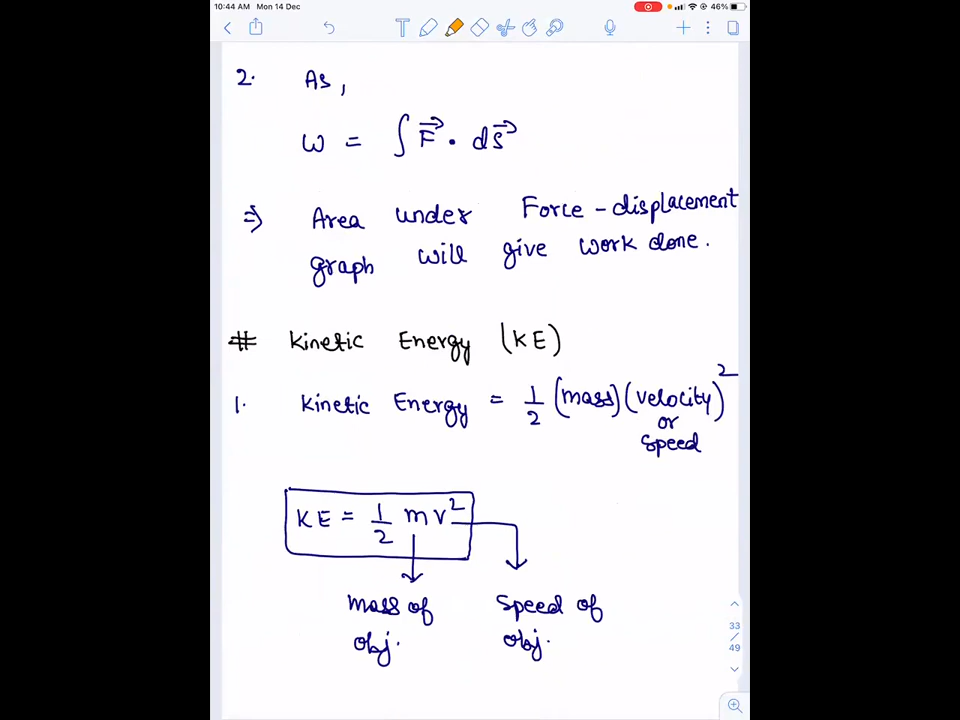 10:44 AM Mon 14 Dec 46%
T
2. As,
W = ∫ F⃗ · ds⃗
⇒ Area under Force - displacement
graph will give work done.
# Kinetic Energy (KE)
1. Kinetic Energy = 1/2 (mass) (velocity)²
or
speed
KE = 1/2 mv²
Mass of Speed of
obj. obj.
33
/
49